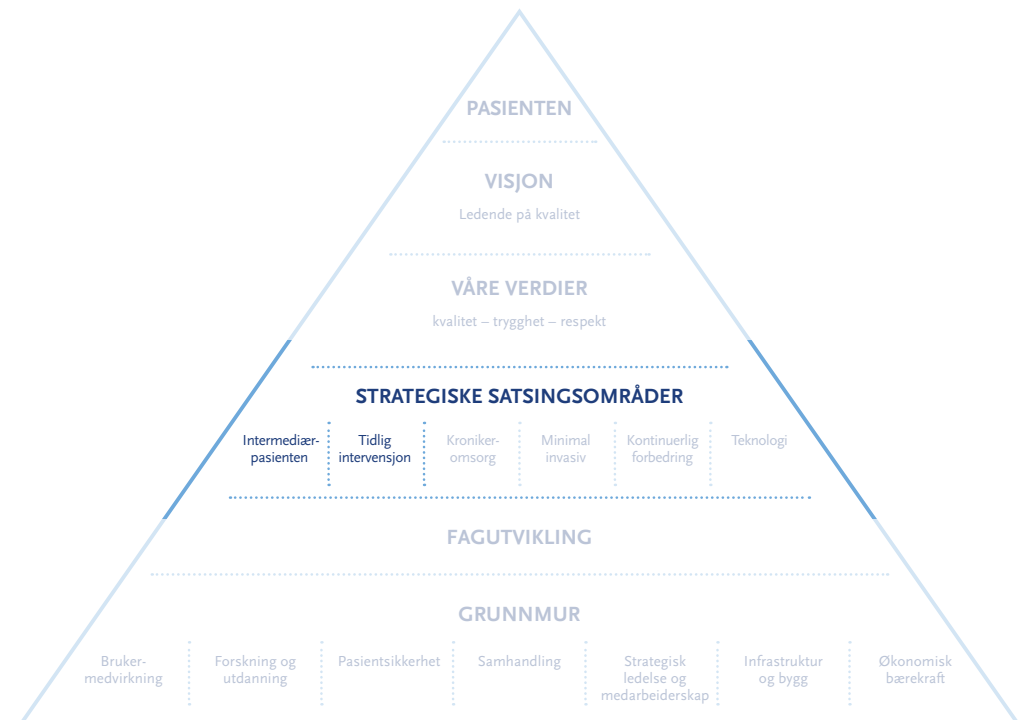 PASIENTEN
VISJON
Ledende på kvalitet
VÅRE VERDIER
kvalitet – trygghet – respekt
STRATEGISKE SATSINGSOMRÅDER
Intermediær-
pasienten
Tidlig
intervensjon
Kroniker-
omsorg
Minimal
invasiv
Kontinuerlig
forbedring
Teknologi
FAGUTVIKLING
GRUNNMUR
Bruker-
medvirkning
Forskning og
utdanning
Pasientsikkerhet
Samhandling
Strategisk
ledelse og
medarbeiderskap
Infrastruktur
og bygg
Økonomisk
bærekraft